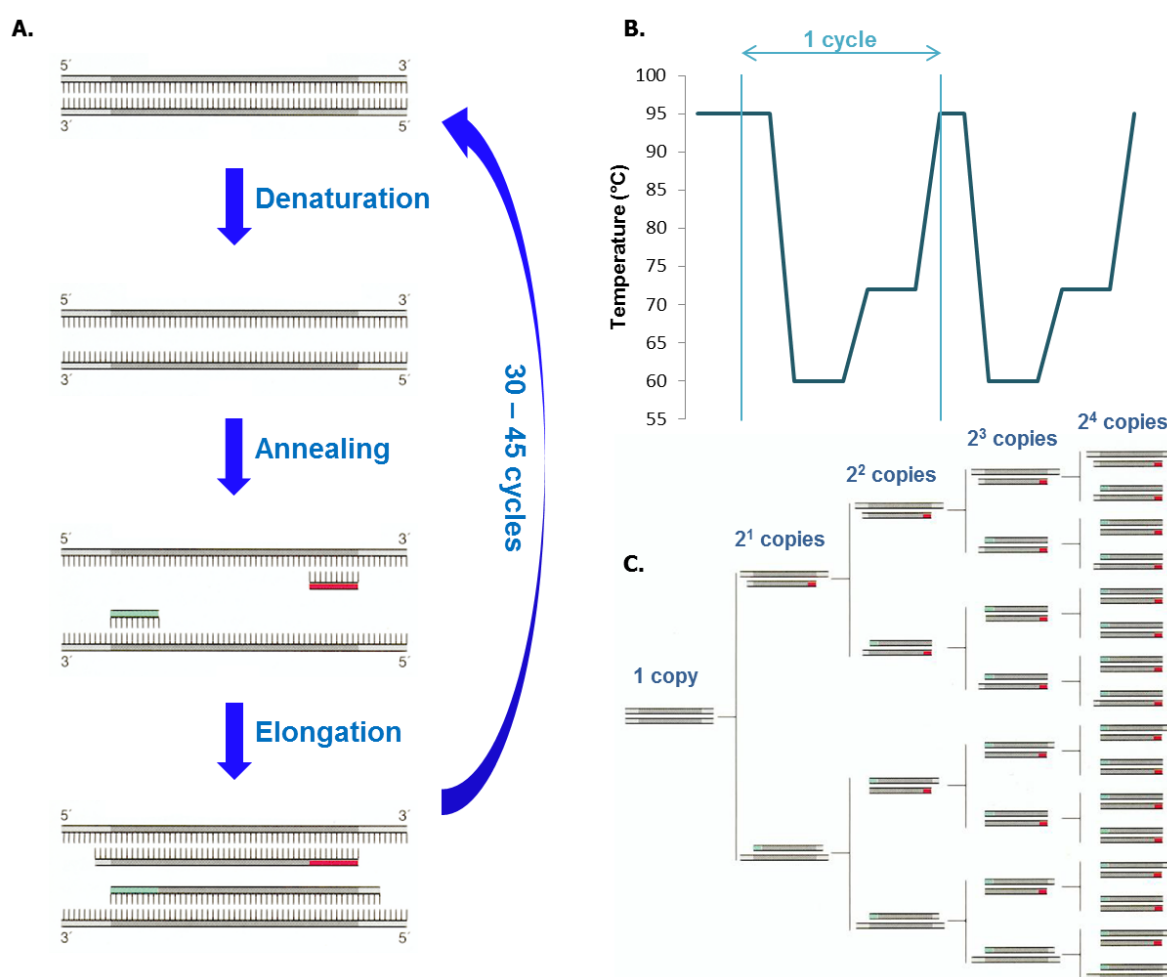 A.
5´ 3´
3´ 5´
Denaturation
5´ 3´
3´ 5´
Annealing
5´ 3´
3´ 5´
Elongation
5´ 3´
3´ 5´
30 – 45 cycles
B.
1 cycle
Temperature (°C)
100
95
90
85
80
75
70
65
60
55
C.
1 copy
2¹ copies
2² copies
2³ copies
2⁴ copies